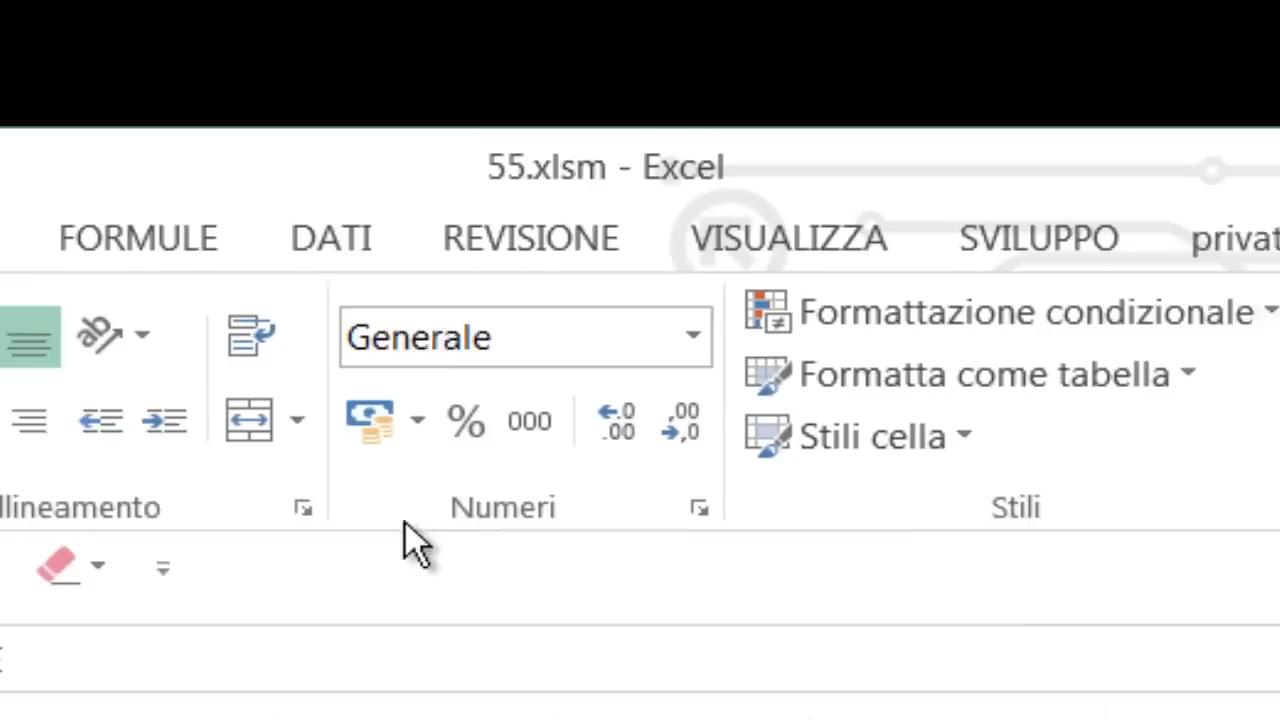 55.xlsm - Excel
FORMULE DATI REVISIONE VISUALIZZA SVILUPPO privat
Generale
% 000 ,0 ,00 ,00 ,0
Formattazione condizionale
Formatta come tabella
Stili cella
llineamento Numeri Stili